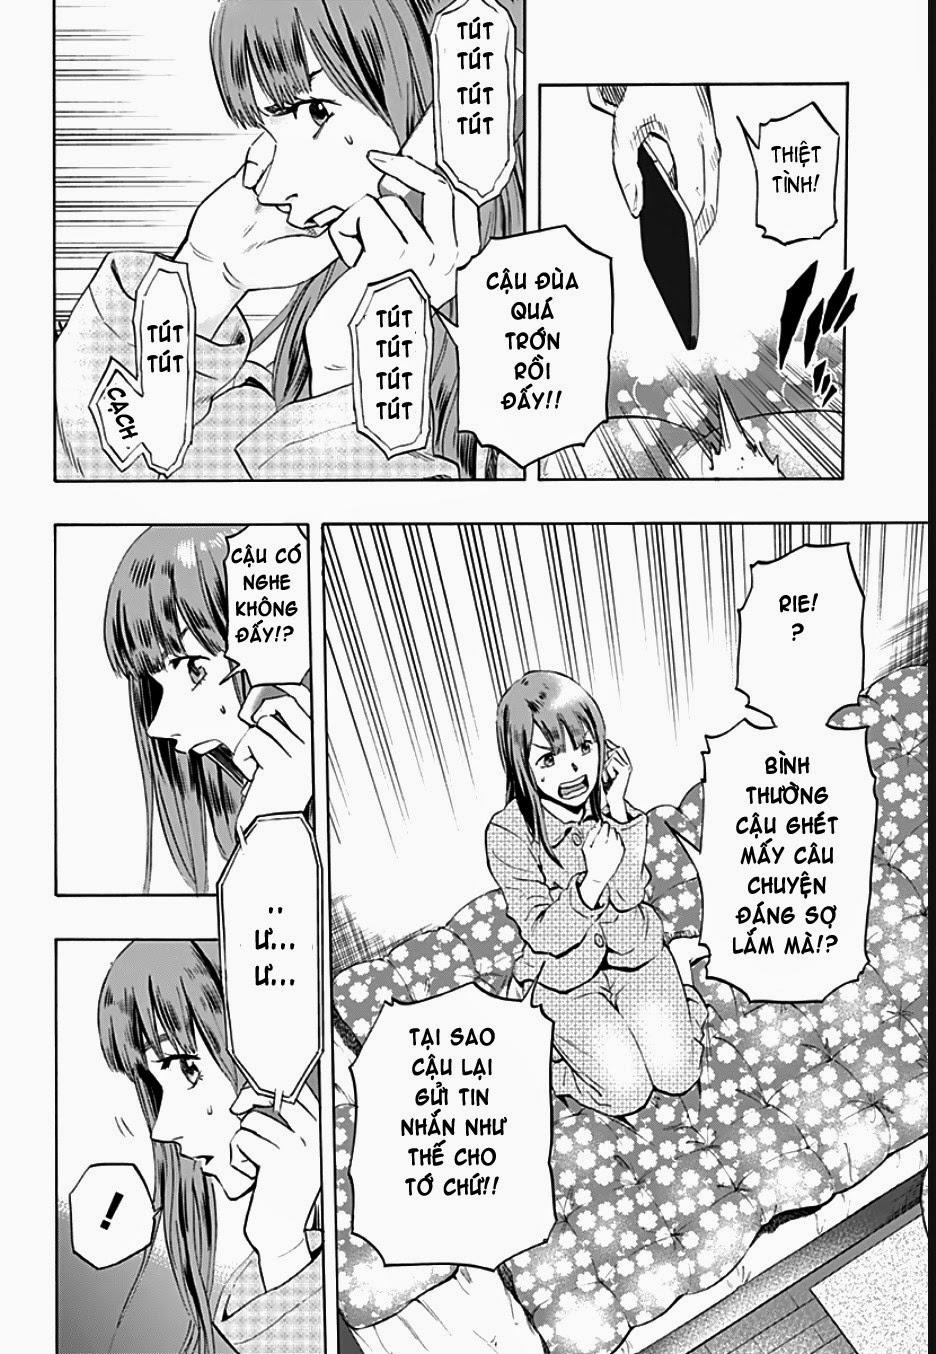 THIỆT
TÌNH!
TÚT
TÚT
TÚT
TÚT
CẬU ĐÙA
QUÁ
TRỚN
RỒI
ĐẤY!!
TÚT
TÚT
TÚT
TÚT
TÚT
TÚT
CẠCH.
RIE!
?
BÌNH
THƯỜNG
CẬU GHÉT
MẤY CÂU
CHUYỆN
ĐÁNG SỢ
LẮM MÀ!?
TẠI SAO
CẬU LẠI
GỬI TIN
NHẮN NHƯ
THẾ CHO
TỚ CHỨ!!
CẬU CÓ
NGHE
KHÔNG
ĐẤY!?
..
Ư...
Ư...
!